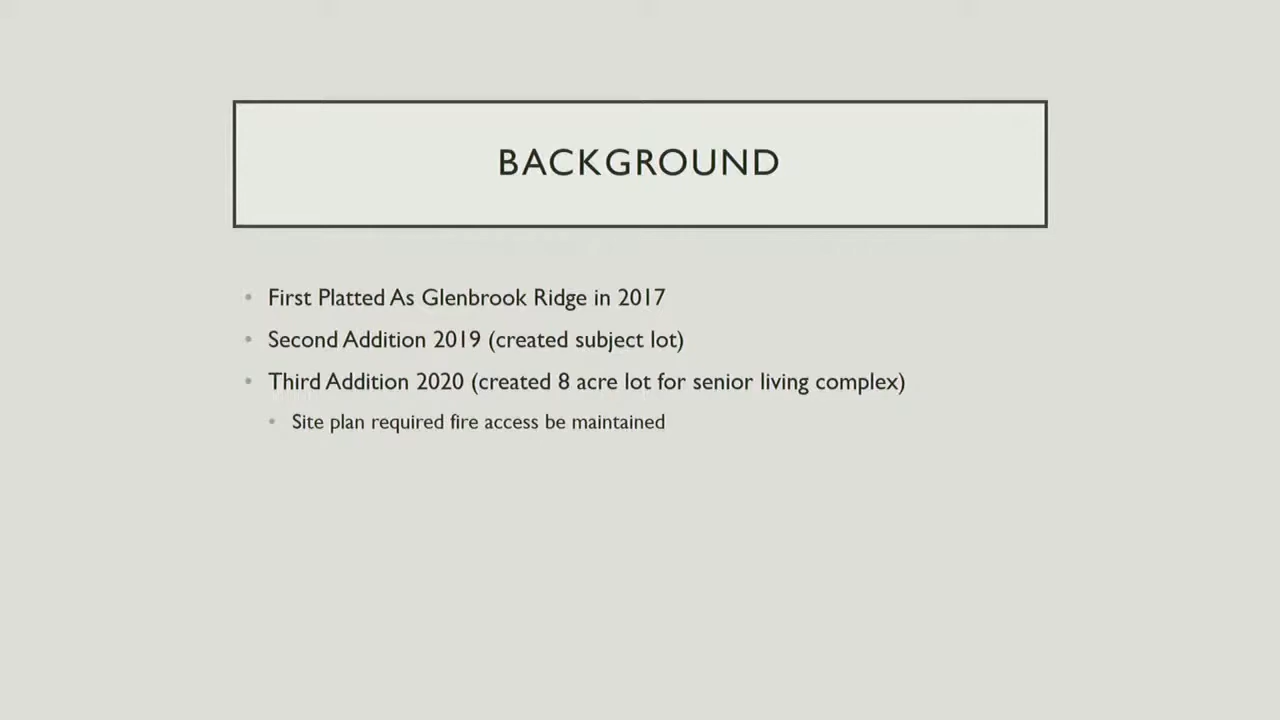 BACKGROUND
• First Platted As Glenbrook Ridge in 2017
• Second Addition 2019 (created subject lot)
• Third Addition 2020 (created 8 acre lot for senior living complex)
• Site plan required fire access be maintained